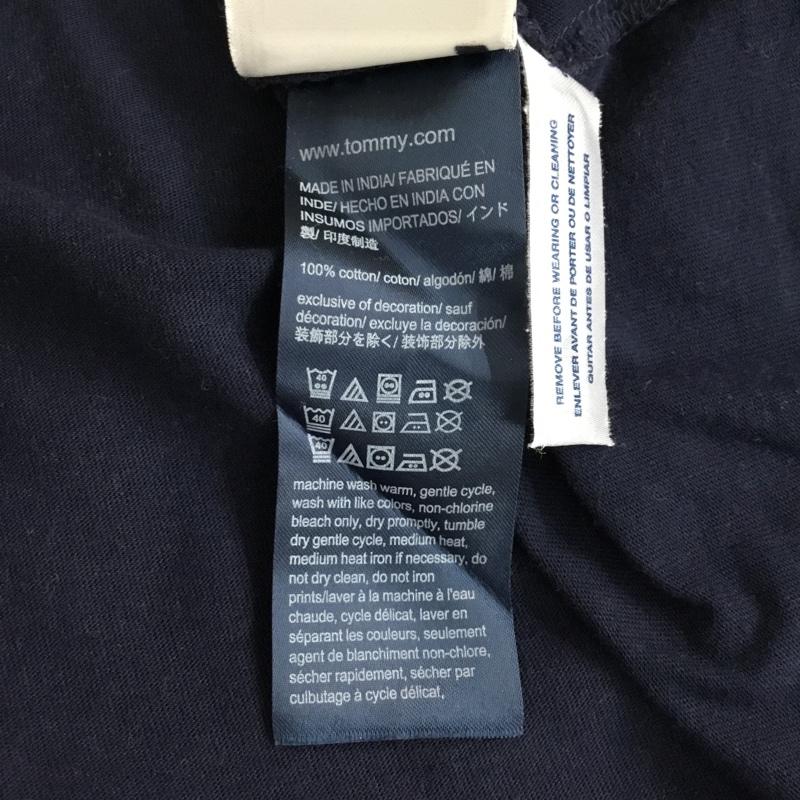 www.tommy.com
MADE IN INDIA/ FABRIQUÉ EN
INDE/ HECHO EN INDIA CON
INSUMOS IMPORTADOS/ インド
製/ 印度制造
100% cotton/ coton/ algodón/ 綿/ 棉
exclusive of decoration/ sauf
décoration/ excluye la decoración/
装飾部分を除く/ 装饰部分除外
40
40
40
machine wash warm, gentle cycle,
wash with like colors, non-chlorine
bleach only, dry promptly, tumble
dry gentle cycle, medium heat,
medium heat iron if necessary, do
not dry clean, do not iron
prints/laver à la machine à l'eau
chaude, cycle délicat, laver en
séparant les couleurs, seulement
agent de blanchiment non-chlore,
sécher rapidement, sécher par
culbutage à cycle délicat,
REMOVE BEFORE WEARING OR CLEANING
ENLEVER AVANT DE PORTER OU DE NETTOYER
QUITAR ANTES DE USAR O LIMPIAR